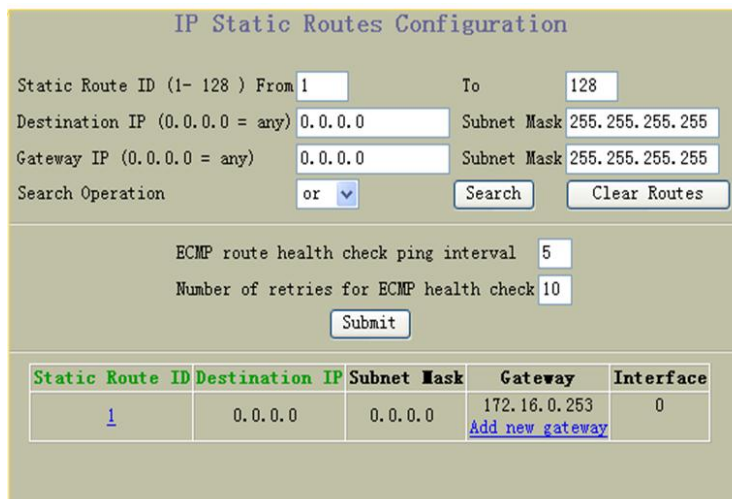 IP Static Routes Configuration
Static Route ID (1- 128 ) From 1 To 128
Destination IP (0.0.0.0 = any) 0.0.0.0 Subnet Mask 255.255.255.255
Gateway IP (0.0.0.0 = any) 0.0.0.0 Subnet Mask 255.255.255.255
Search Operation or Search Clear Routes
ECMP route health check ping interval 5
Number of retries for ECMP health check 10
Submit
Static Route ID Destination IP Subnet Mask Gateway Interface
1 0.0.0.0 0.0.0.0 172.16.0.253 0
Add new gateway